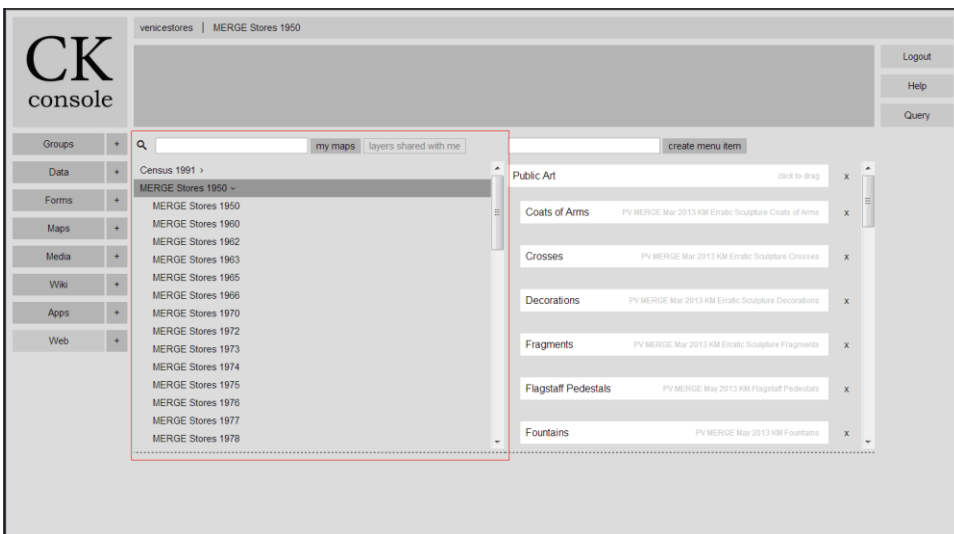 CK
console
venicestores | MERGE Stores 1950
Logout
Help
Query
Groups +
Data +
Forms +
Maps +
Media +
Wiki +
Apps +
Web +
my maps layers shared with me
Census 1991 ›
MERGE Stores 1950
MERGE Stores 1950
MERGE Stores 1960
MERGE Stores 1962
MERGE Stores 1963
MERGE Stores 1965
MERGE Stores 1966
MERGE Stores 1970
MERGE Stores 1972
MERGE Stores 1973
MERGE Stores 1974
MERGE Stores 1975
MERGE Stores 1976
MERGE Stores 1977
MERGE Stores 1978
create menu item
Public Art click to drag x
Coats of Arms PV MERGE Mar 2013 KM Erratic Sculpture Coats of Arms x
Crosses PV MERGE Mar 2013 KM Erratic Sculpture Crosses x
Decorations PV MERGE Mar 2013 KM Erratic Sculpture Decorations x
Fragments PV MERGE Mar 2013 KM Erratic Sculpture Fragments x
Flagstaff Pedestals PV MERGE May 2013 KM Flagstaff Pedestals x
Fountains PV MERGE May 2013 KM Fountains x